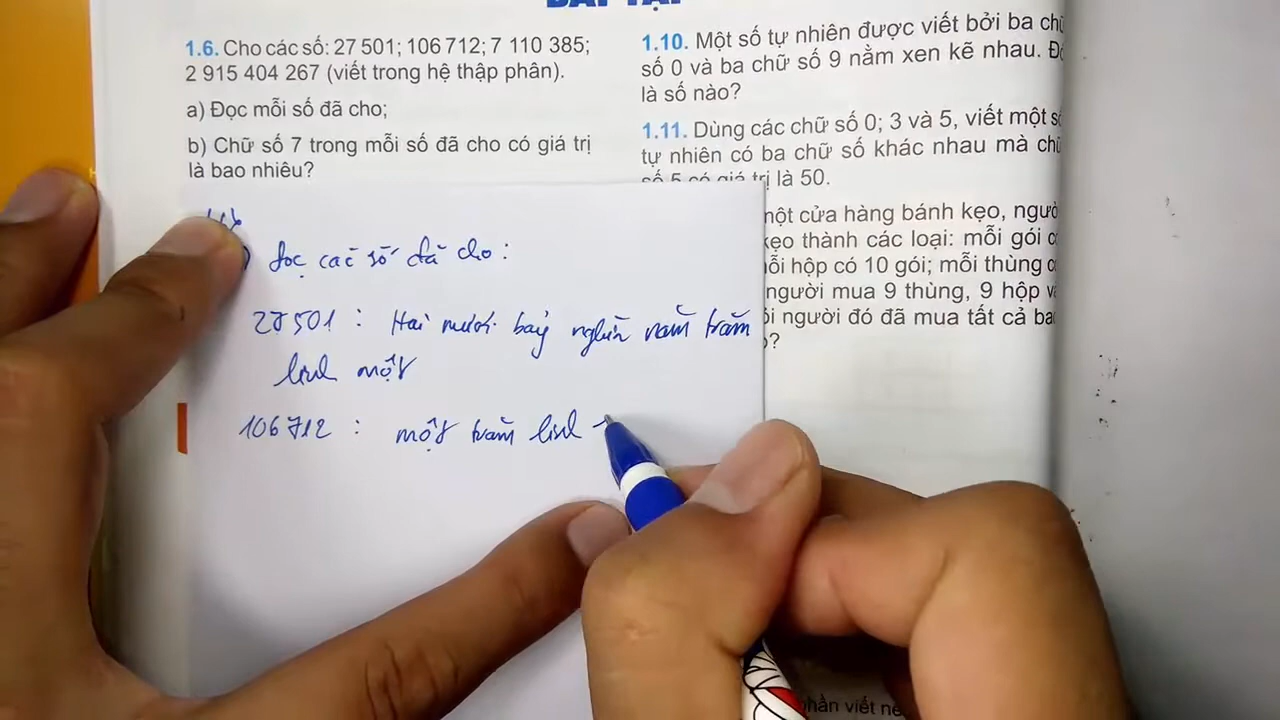 BÀI TẬP
1.6. Cho các số: 27 501; 106 712; 7 110 385;
2 915 404 267 (viết trong hệ thập phân).
a) Đọc mỗi số đã cho;
b) Chữ số 7 trong mỗi số đã cho có giá trị
là bao nhiêu?
đọc các số đã cho :
27501 : Hai mươi bảy nghìn năm trăm
linh một
106712 : một trăm linh
1.10. Một số tự nhiên được viết bởi ba chữ
số 0 và ba chữ số 9 nằm xen kẽ nhau. Đó
là số nào?
1.11. Dùng các chữ số 0; 3 và 5, viết một số
tự nhiên có ba chữ số khác nhau mà chữ
số 5 có giá trị là 50.
một cửa hàng bánh kẹo, người
kẹo thành các loại: mỗi gói c
mỗi hộp có 10 gói; mỗi thùng c
người mua 9 thùng, 9 hộp v
người đó đã mua tất cả bao
?
phần viết